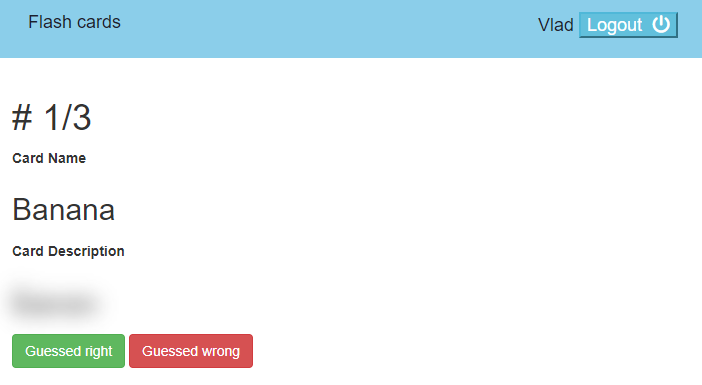 Flash cards
Vlad Logout
# 1/3
Card Name
Banana
Card Description
Guessed right Guessed wrong